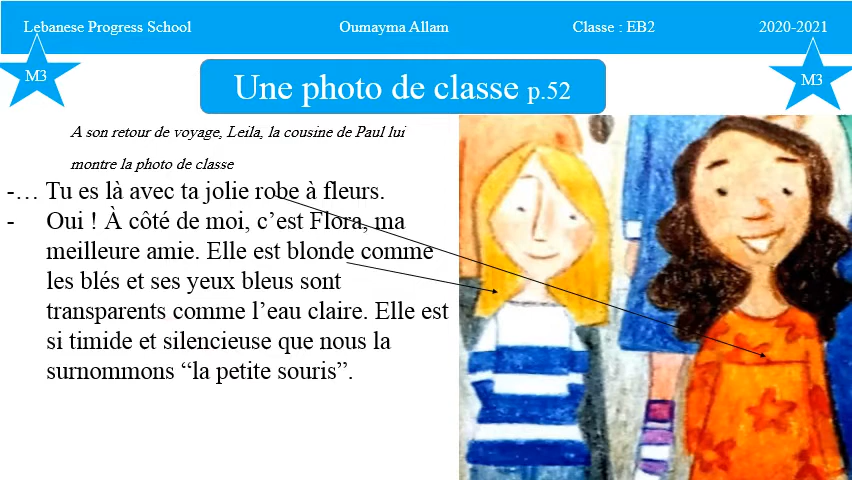 Lebanese Progress School Oumayma Allam Classe : EB2 2020-2021
M3
M3
Une photo de classe p.52
A son retour de voyage, Leila, la cousine de Paul lui
montre la photo de classe
-… Tu es là avec ta jolie robe à fleurs.
- Oui ! À côté de moi, c’est Flora, ma
meilleure amie. Elle est blonde comme
les blés et ses yeux bleus sont
transparents comme l’eau claire. Elle est
si timide et silencieuse que nous la
surnommons “la petite souris”.